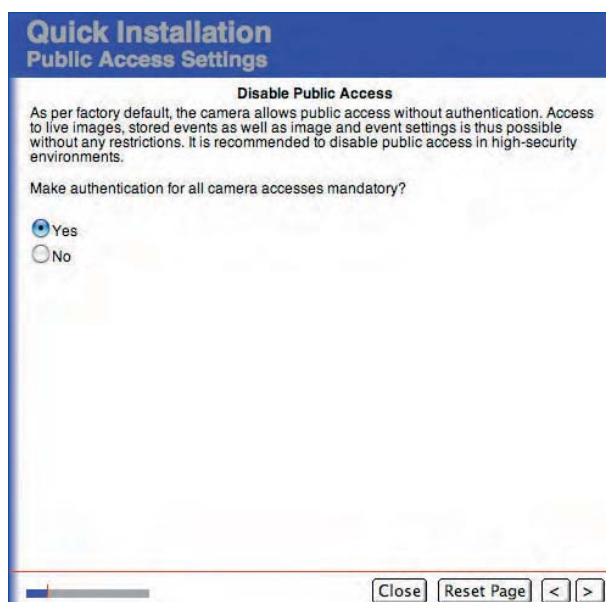 Quick Installation
Public Access Settings
Disable Public Access
As per factory default, the camera allows public access without authentication. Access
to live images, stored events as well as image and event settings is thus possible
without any restrictions. It is recommended to disable public access in high-security
environments.
Make authentication for all camera accesses mandatory?
Yes
No
Close Reset Page < >